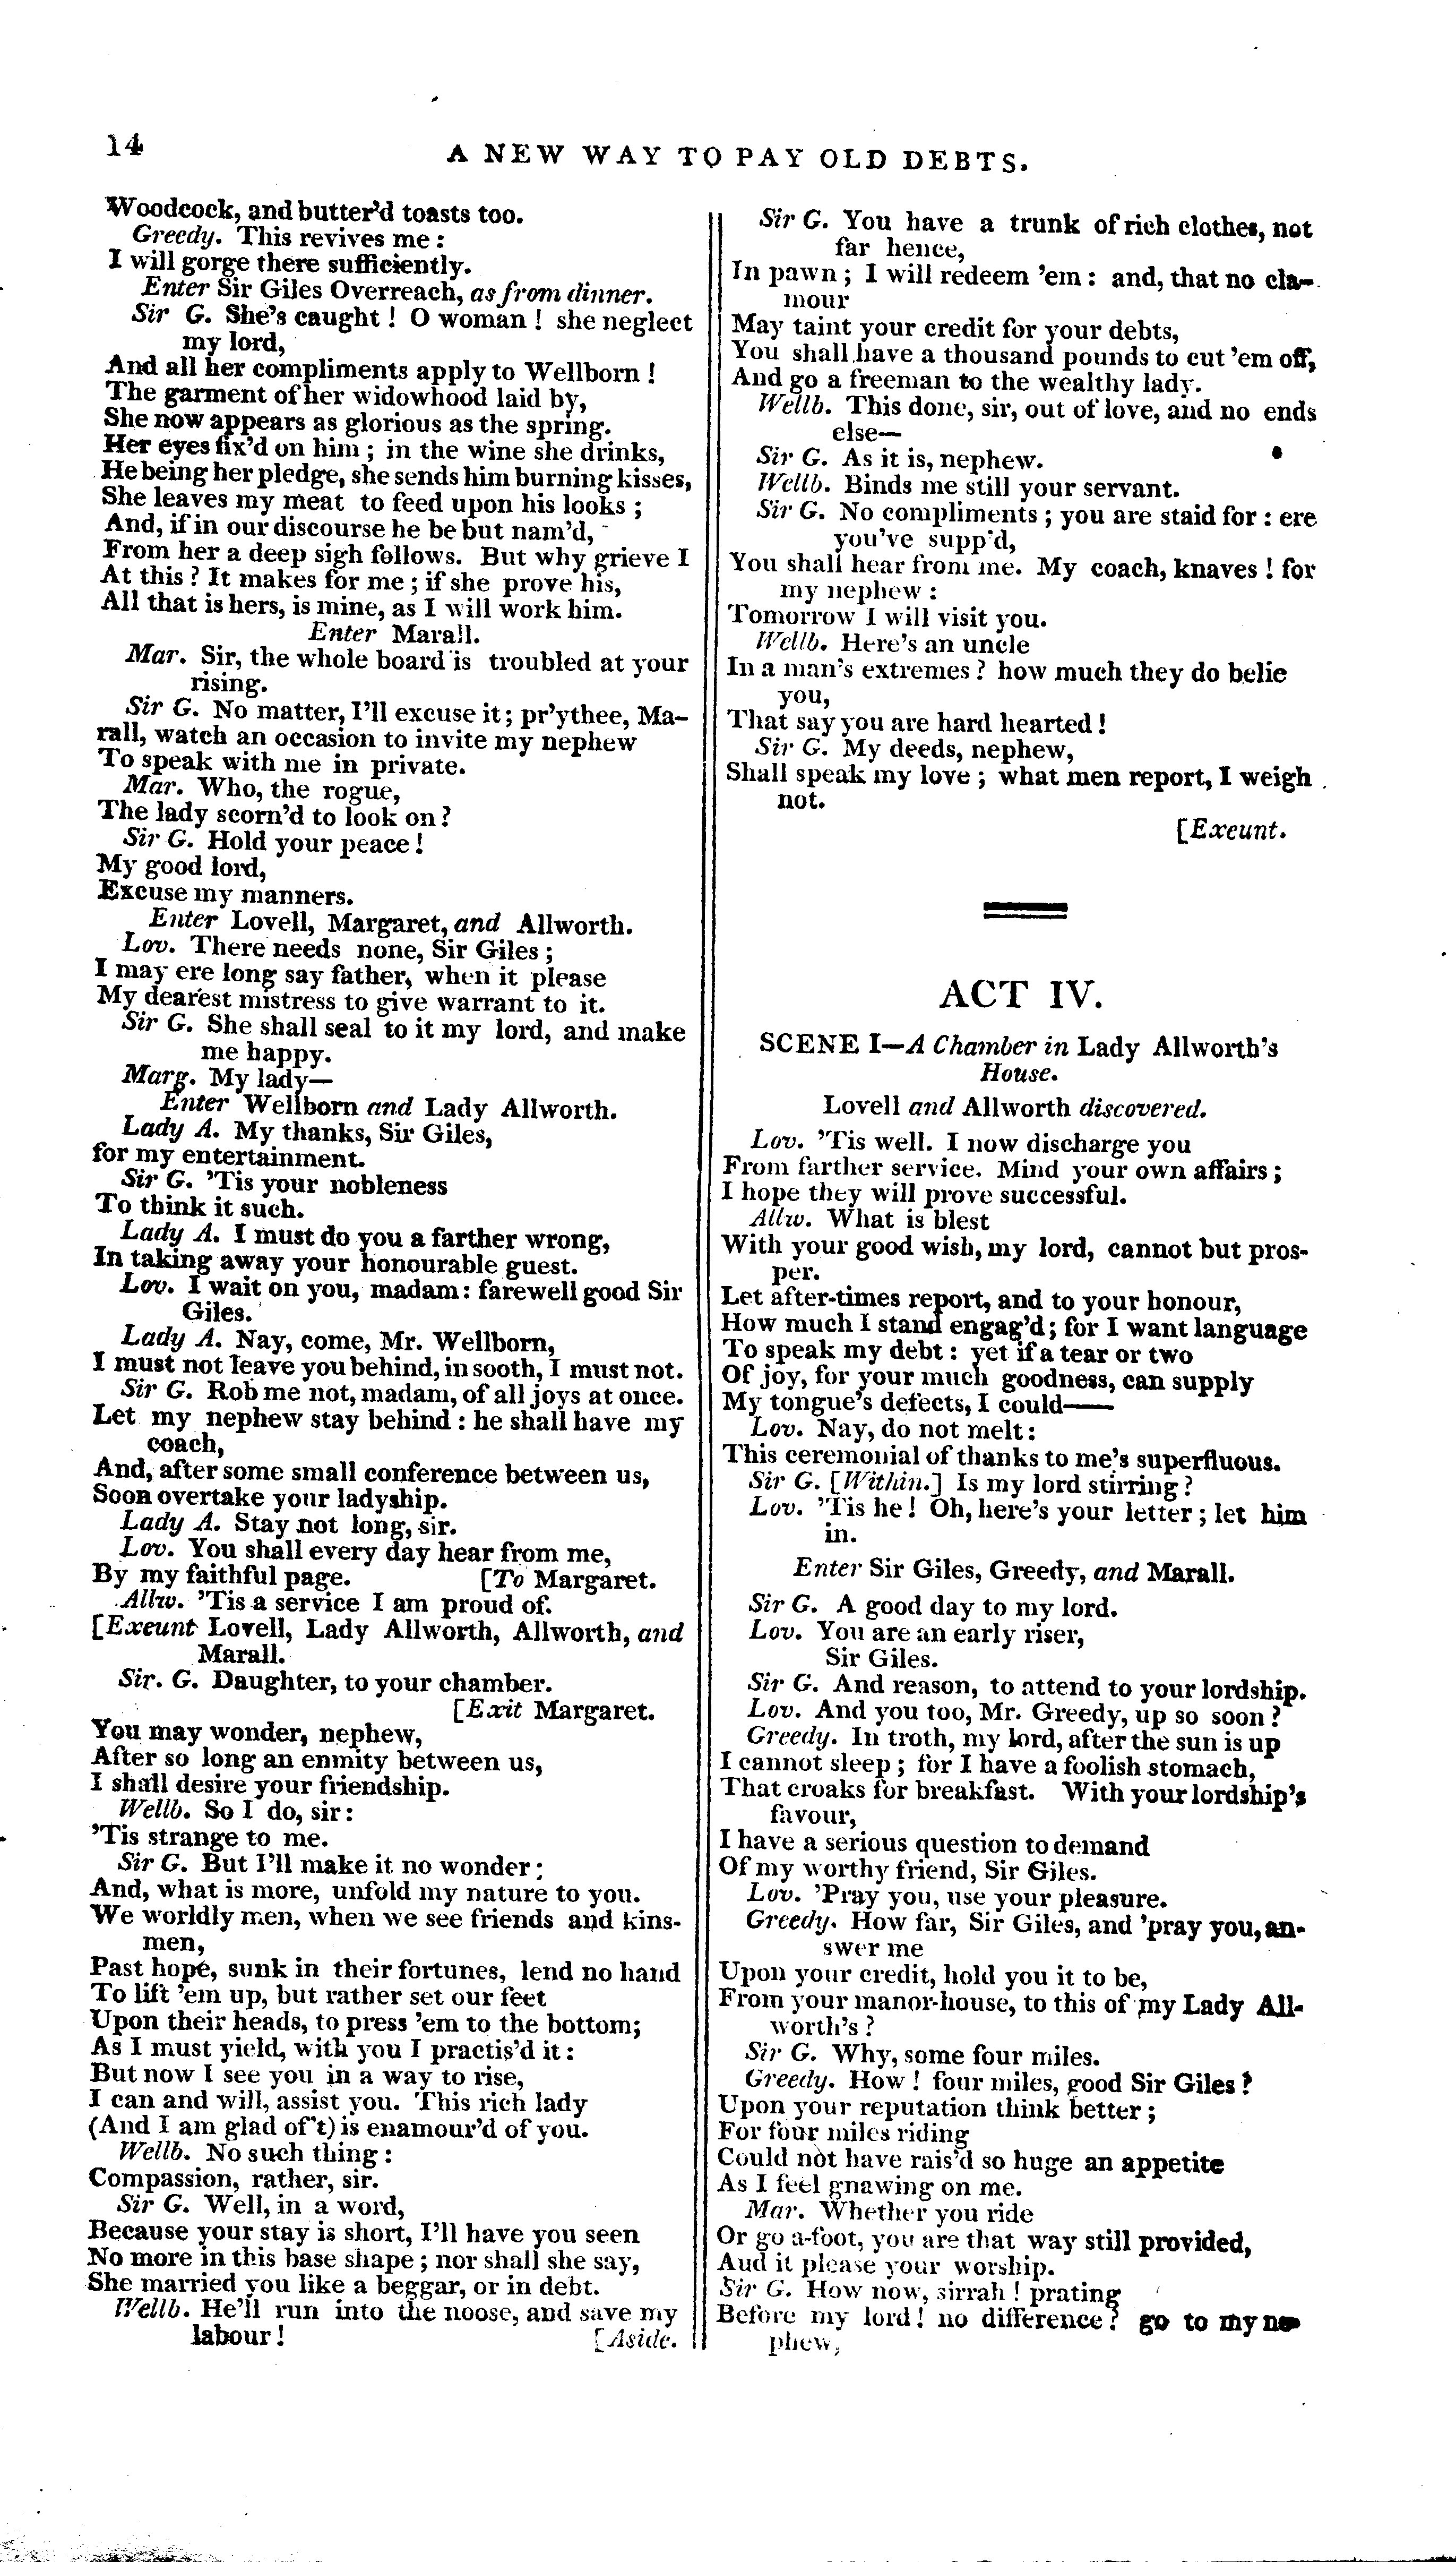 14
A NEW WAY TO PAY OLD DEBTS.
Woodcock, and butter'd toasts too.
Greedy. This revives me :
I will gorge there sufficiently.
Enter Sir Giles Overreach, as from dinner.
Sir G. She's caught ! O woman ! she neglect
my lord,
And all her compliments apply to Wellborn !
The garment of her widowhood laid by,
She now appears as glorious as the spring.
Her eyes fix'd on him ; in the wine she drinks,
He being her pledge, she sends him burning kisses,
She leaves my meat to feed upon his looks ;
And, if in our discourse he be but nam'd,
From her a deep sigh follows. But why grieve I
At this ? It makes for me ; if she prove his,
All that is hers, is mine, as I will work him.
Enter Marall.
Mar. Sir, the whole board is troubled at your
rising.
Sir G. No matter, I'll excuse it ; pr'ythee, Ma-
rall, watch an occasion to invite my nephew
To speak with me in private.
Mar. Who, the rogue,
The lady scorn'd to look on ?
Sir G. Hold your peace !
My good lord,
Excuse my manners.
Enter Lovell, Margaret, and Allworth.
Lov. There needs none, Sir Giles ;
I may ere long say father, when it please
My dearest mistress to give warrant to it.
Sir G. She shall seal to it my lord, and make
me happy.
Marg. My lady—
Enter Wellborn and Lady Allworth.
Lady A. My thanks, Sir Giles,
for my entertainment.
Sir G. 'Tis your nobleness
To think it such.
Lady A. I must do you a farther wrong,
In taking away your honourable guest.
Lov. I wait on you, madam : farewell good Sir
Giles.
Lady A. Nay, come, Mr. Wellborn,
I must not leave you behind, in sooth, I must not.
Sir G. Rob me not, madam, of all joys at once.
Let my nephew stay behind : he shall have my
coach,
And, after some small conference between us,
Soon overtake your ladyship.
Lady A. Stay not long, sir.
Lov. You shall every day hear from me,
By my faithful page. [To Margaret.
Allw. 'Tis a service I am proud of.
[Exeunt Lovell, Lady Allworth, Allworth, and
Marall.
Sir. G. Daughter, to your chamber.
[Exit Margaret.
You may wonder, nephew,
After so long an enmity between us,
I shall desire your friendship.
Wellb. So I do, sir :
'Tis strange to me.
Sir G. But I'll make it no wonder ;
And, what is more, unfold my nature to you.
We worldly men, when we see friends and kins-
men,
Past hope, sunk in their fortunes, lend no hand
To lift 'em up, but rather set our feet
Upon their heads, to press 'em to the bottom;
As I must yield, with you I practis'd it :
But now I see you in a way to rise,
I can and will, assist you. This rich lady
(And I am glad of't) is enamour'd of you.
Wellb. No such thing :
Compassion, rather, sir.
Sir G. Well, in a word,
Because your stay is short, I'll have you seen
No more in this base shape ; nor shall she say,
She married you like a beggar, or in debt.
Wellb. He'll run into the noose, and save my
labour ! [Aside.
Sir G. You have a trunk of rich clothes, not
far hence,
In pawn ; I will redeem 'em : and, that no cla-
mour
May taint your credit for your debts,
You shall have a thousand pounds to cut 'em off,
And go a freeman to the wealthy lady.
Wellb. This done, sir, out of love, and no ends
else—
Sir G. As it is, nephew.
Wellb. Binds me still your servant.
Sir G. No compliments ; you are staid for : ere
you've supp'd,
You shall hear from me. My coach, knaves ! for
my nephew :
Tomorrow I will visit you.
Wellb. Here's an uncle
In a man's extremes ? how much they do belie
you,
That say you are hard hearted !
Sir G. My deeds, nephew,
Shall speak my love ; what men report, I weigh
not.
[Exeunt.
ACT IV.
SCENE I—A Chamber in Lady Allworth's
House.
Lovell and Allworth discovered.
Lov. 'Tis well. I now discharge you
From farther service. Mind your own affairs ;
I hope they will prove successful.
Allw. What is blest
With your good wish, my lord, cannot but pros-
per.
Let after-times report, and to your honour,
How much I stand engag'd; for I want language
To speak my debt : yet if a tear or two
Of joy, for your much goodness, can supply
My tongue's defects, I could——
Lov. Nay, do not melt :
This ceremonial of thanks to me's superfluous.
Sir G. [Within.] Is my lord stirring ?
Lov. 'Tis he ! Oh, here's your letter ; let him
in.
Enter Sir Giles, Greedy, and Marall.
Sir G. A good day to my lord.
Lov. You are an early riser,
Sir Giles.
Sir G. And reason, to attend to your lordship.
Lov. And you too, Mr. Greedy, up so soon ?
Greedy. In troth, my lord, after the sun is up
I cannot sleep ; for I have a foolish stomach,
That croaks for breakfast. With your lordship's
favour,
I have a serious question to demand
Of my worthy friend, Sir Giles.
Lov. 'Pray you, use your pleasure.
Greedy. How far, Sir Giles, and 'pray you, an-
swer me
Upon your credit, hold you it to be,
From your manor-house, to this of my Lady All-
worth's ?
Sir G. Why, some four miles.
Greedy. How ! four miles, good Sir Giles ?
Upon your reputation think better ;
For four miles riding
Could not have rais'd so huge an appetite
As I feel gnawing on me.
Mar. Whether you ride
Or go a-foot, you are that way still provided,
And it please your worship.
Sir G. How now, sirrah ! prating
Before my lord ! no difference ? go to my ne-
phew,